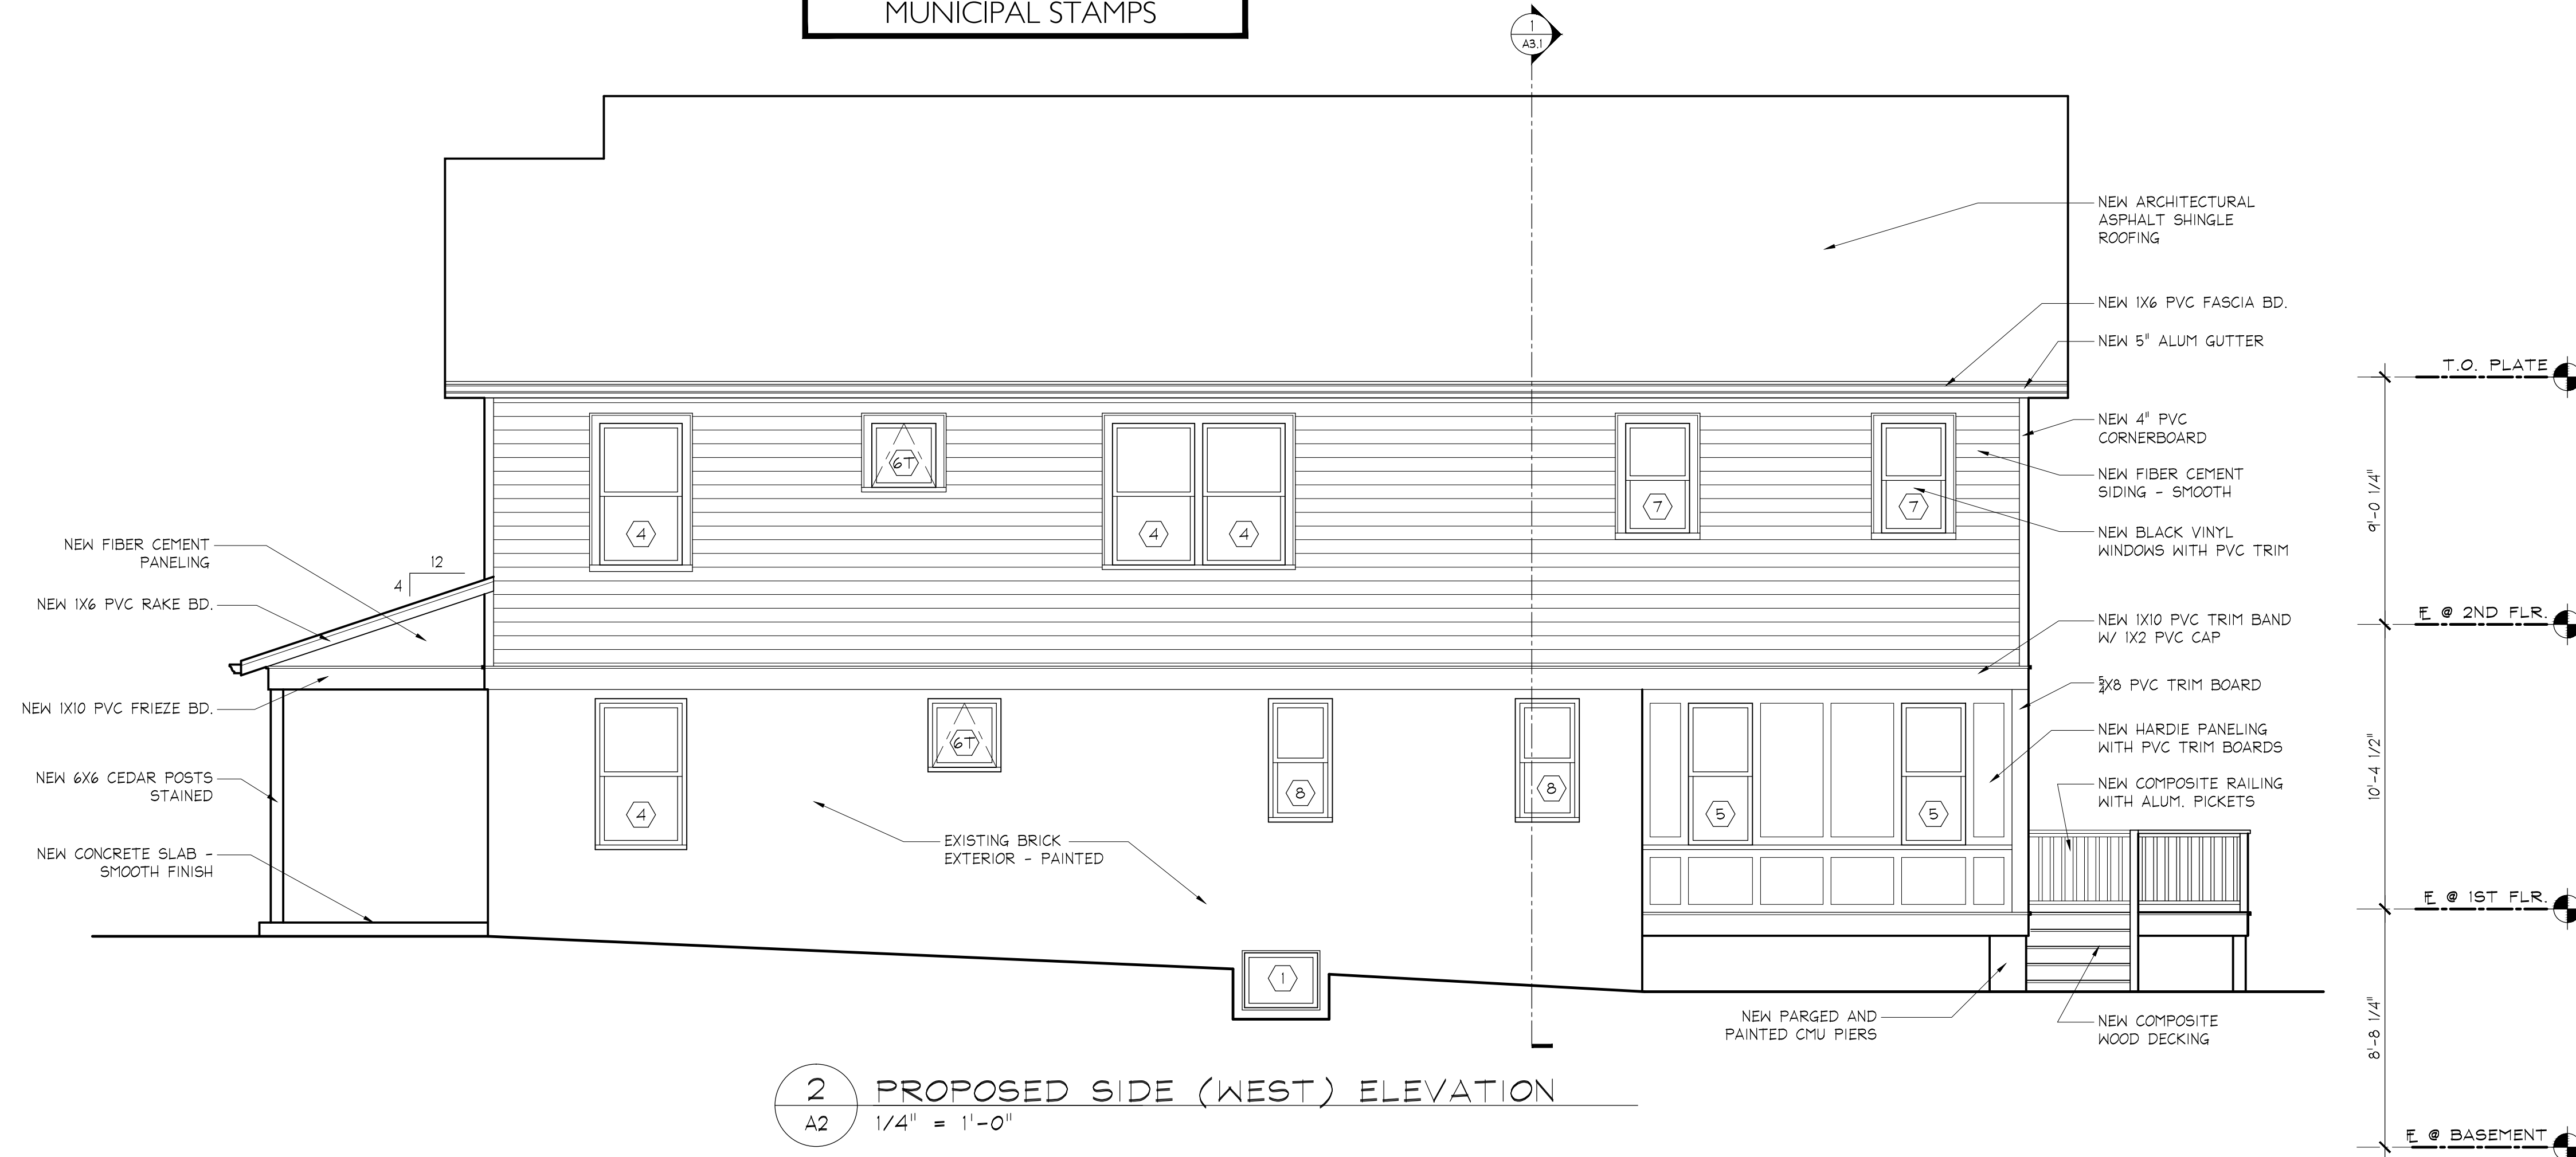 MUNICIPAL STAMPS
1
A3.1
NEW ARCHITECTURAL
ASPHALT SHINGLE
ROOFING
NEW 1X6 PVC FASCIA BD.
NEW 5" ALUM GUTTER
T.O. PLATE
NEW 4" PVC
CORNERBOARD
NEW FIBER CEMENT
SIDING - SMOOTH
9'-0 1/4"
6T
7
7
4
4
4
NEW BLACK VINYL
WINDOWS WITH PVC TRIM
NEW FIBER CEMENT
PANELING
12
4
NEW 1X6 PVC RAKE BD.
NEW 1X10 PVC TRIM BAND
W/ 1X2 PVC CAP
FL @ 2ND FLR.
5/4X8 PVC TRIM BOARD
NEW 1X10 PVC FRIEZE BD.
6T
NEW HARDIE PANELING
WITH PVC TRIM BOARDS
10'-4 1/2"
NEW 6X6 CEDAR POSTS
STAINED
8
8
NEW COMPOSITE RAILING
WITH ALUM. PICKETS
4
5
5
EXISTING BRICK
EXTERIOR - PAINTED
NEW CONCRETE SLAB -
SMOOTH FINISH
FL @ 1ST FLR.
1
NEW PARGED AND
PAINTED CMU PIERS
NEW COMPOSITE
WOOD DECKING
8'-8 1/4"
2
A2
PROPOSED SIDE (WEST) ELEVATION
1/4" = 1'-0"
FL @ BASEMENT